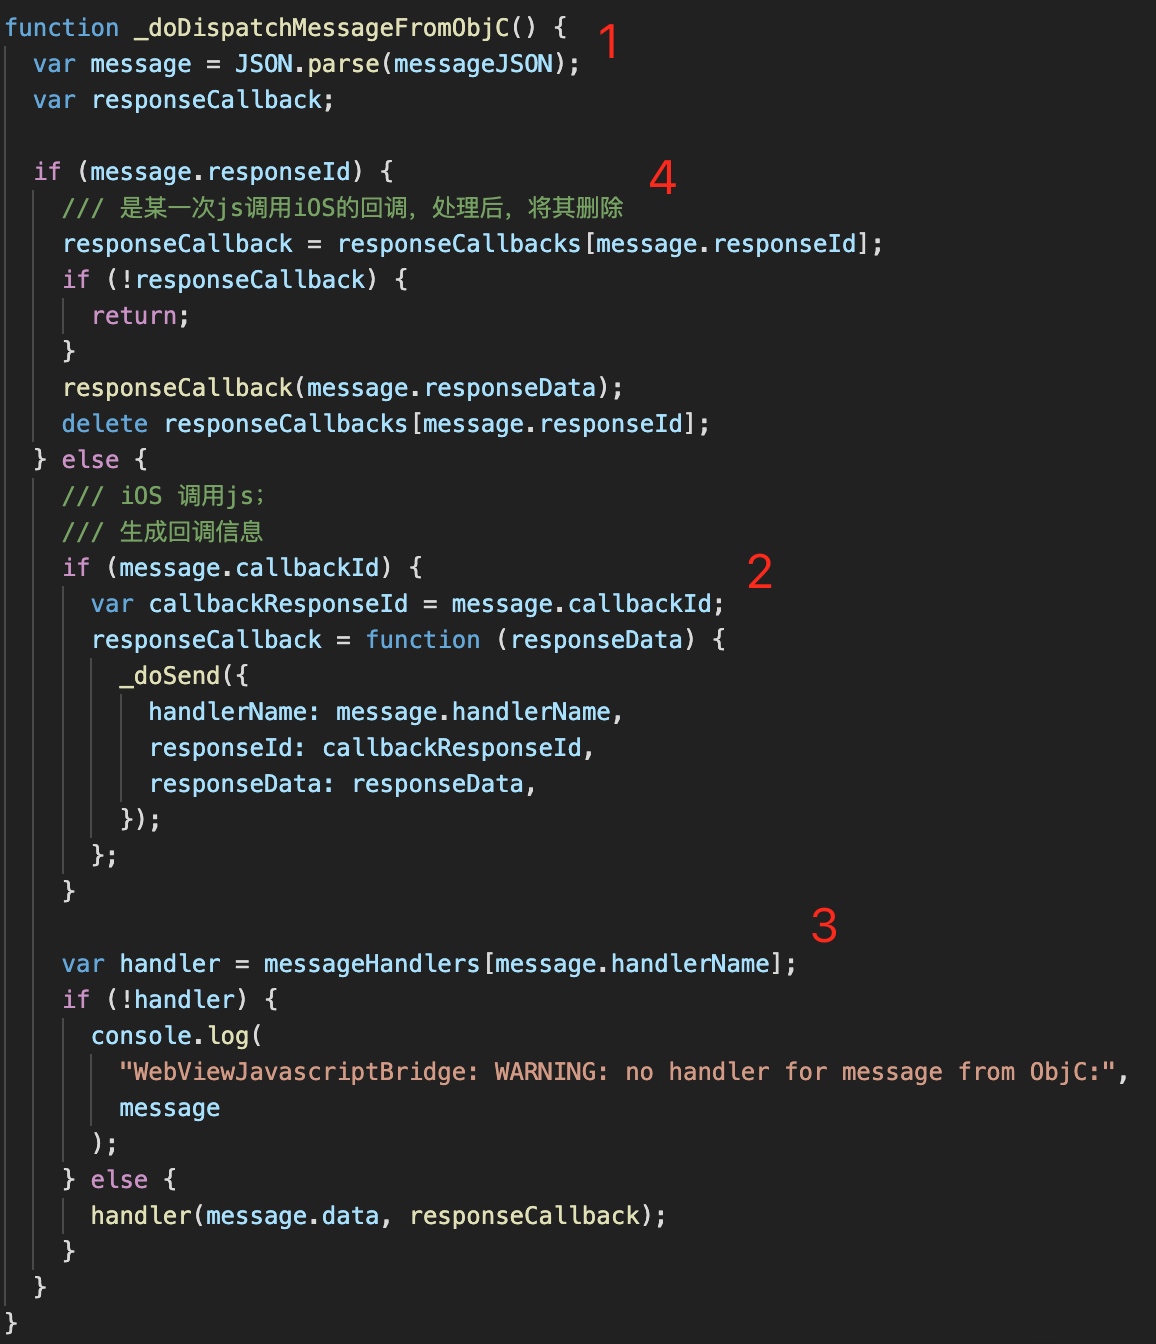 function _doDispatchMessageFromObjC() { 1
  var message = JSON.parse(messageJSON);
  var responseCallback;

  if (message.responseId) { 4
    /// 是某一次js调用iOS的回调，处理后，将其删除
    responseCallback = responseCallbacks[message.responseId];
    if (!responseCallback) {
      return;
    }
    responseCallback(message.responseData);
    delete responseCallbacks[message.responseId];
  } else {
    /// iOS 调用js；
    /// 生成回调信息
    if (message.callbackId) { 2
      var callbackResponseId = message.callbackId;
      responseCallback = function (responseData) {
        _doSend({
          handlerName: message.handlerName,
          responseId: callbackResponseId,
          responseData: responseData,
        });
      };
    }

3
    var handler = messageHandlers[message.handlerName];
    if (!handler) {
      console.log(
        "WebViewJavascriptBridge: WARNING: no handler for message from ObjC:",
        message
      );
    } else {
      handler(message.data, responseCallback);
    }
  }
}